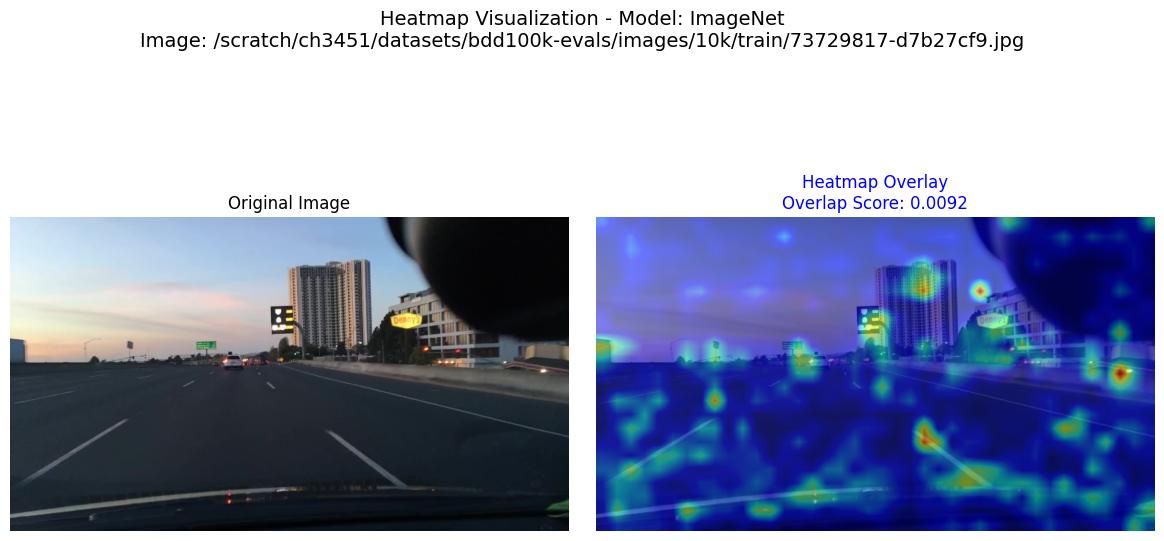 Heatmap Visualization - Model: ImageNet
Image: /scratch/ch3451/datasets/bdd100k-evals/images/10k/train/73729817-d7b27cf9.jpg
Original Image
Heatmap Overlay
Overlap Score: 0.0092
Denny's